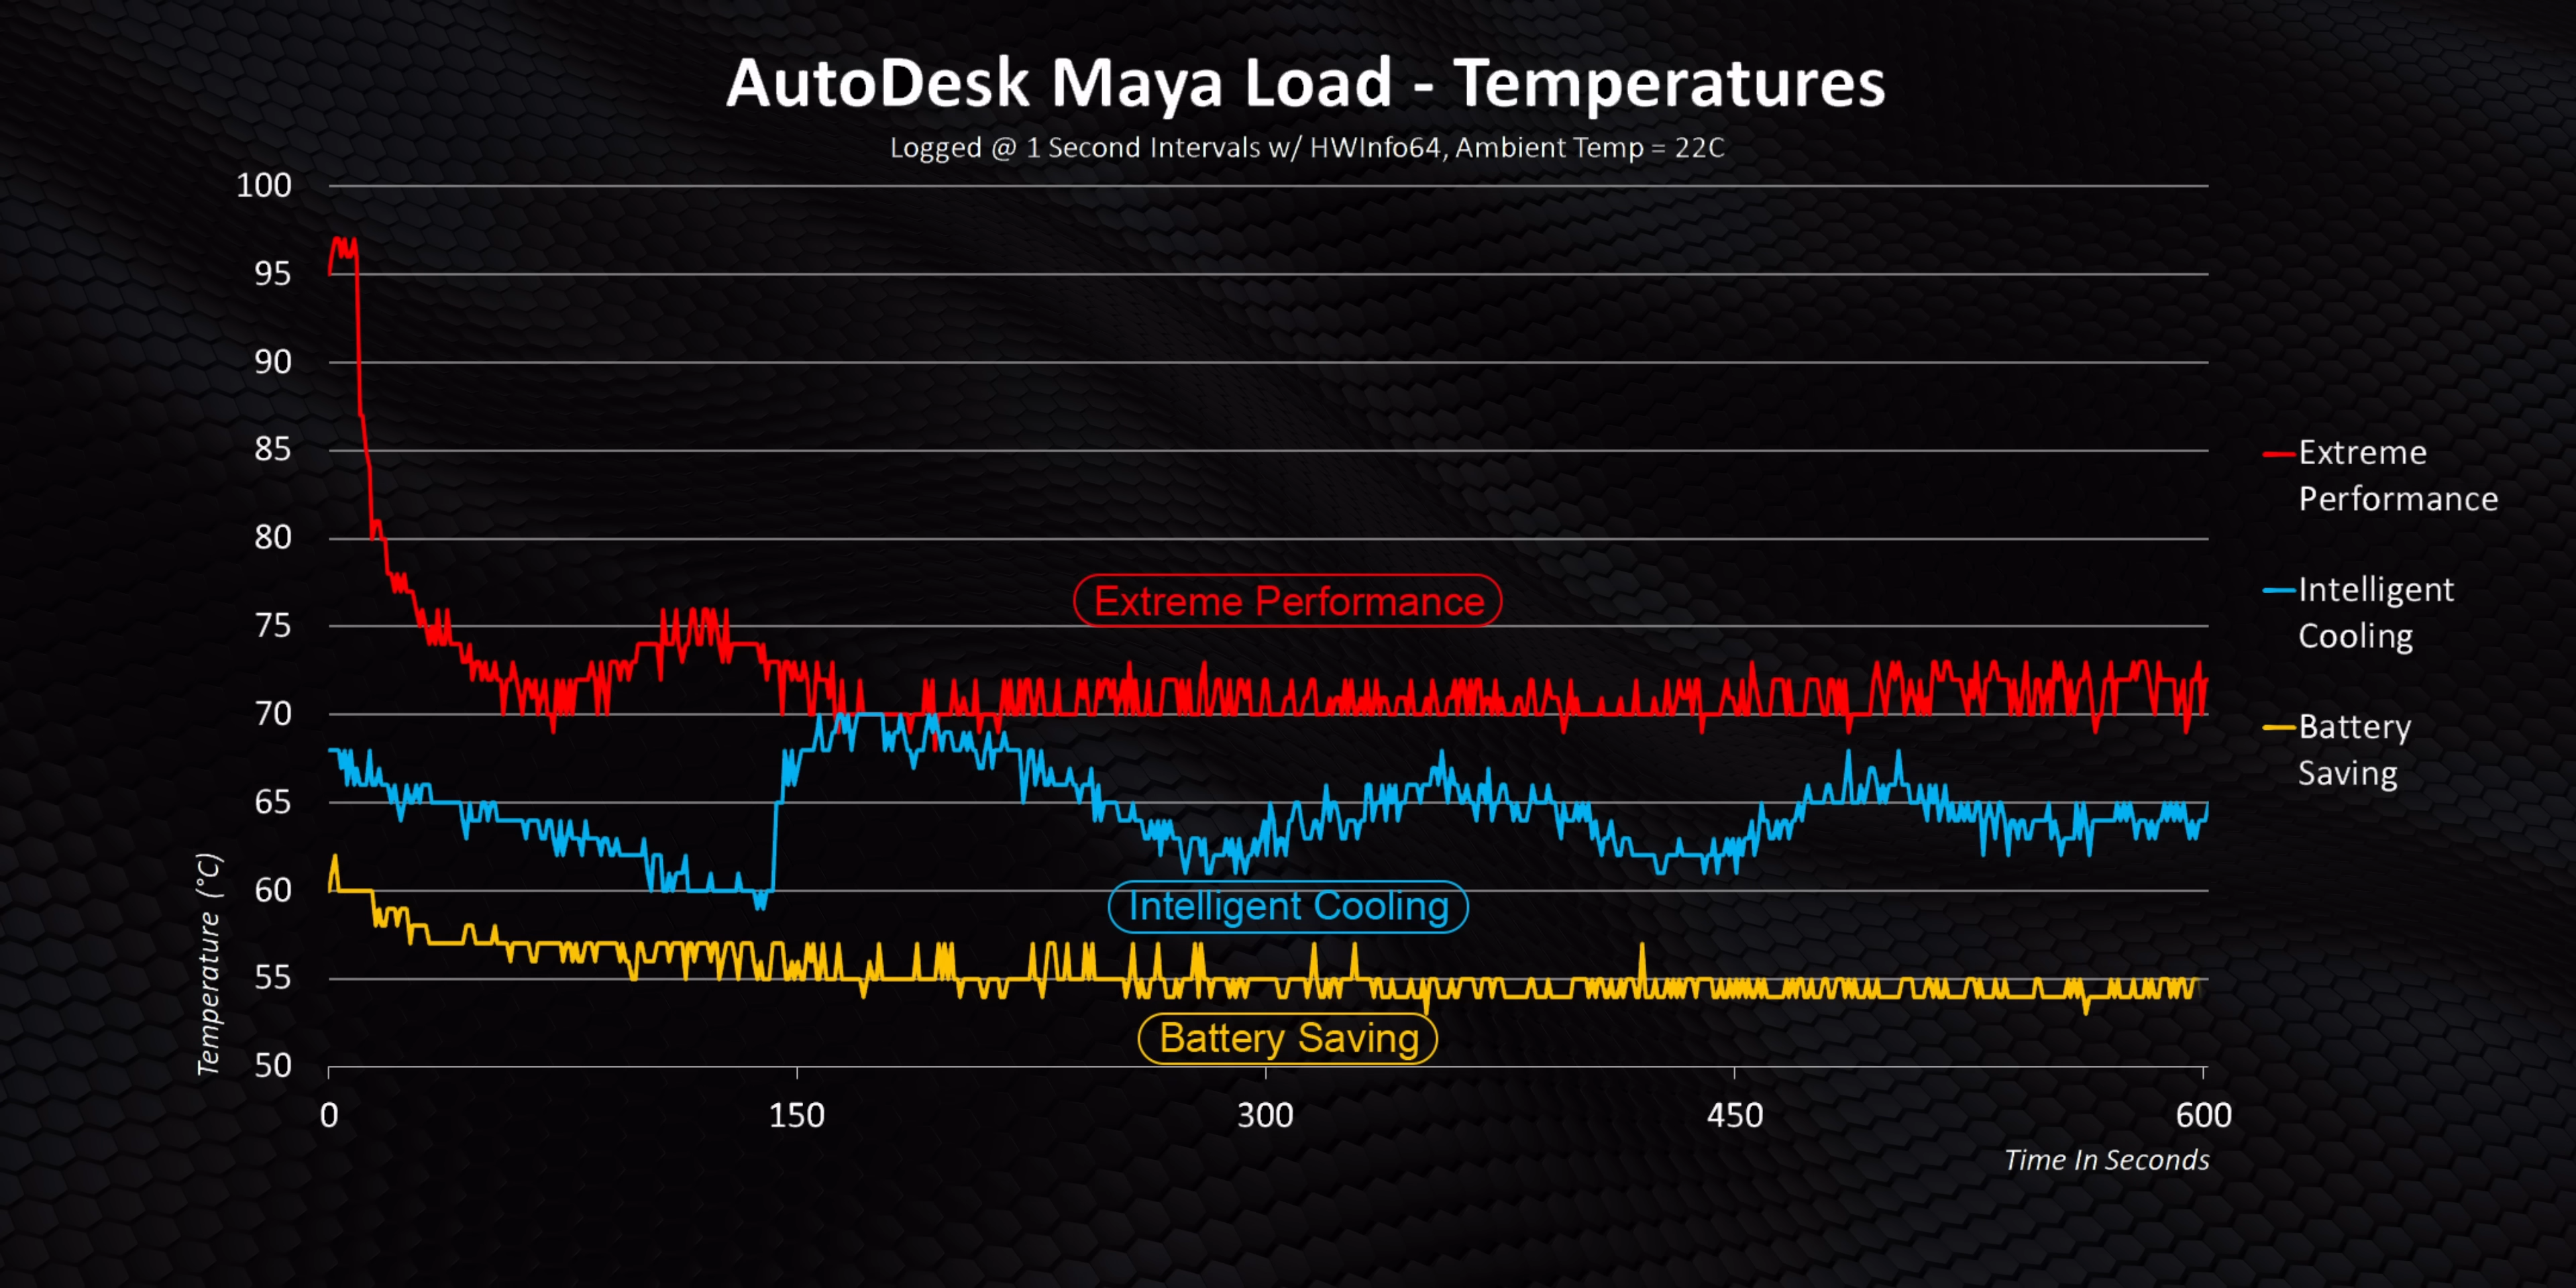 AutoDesk Maya Load - Temperatures
Logged @ 1 Second Intervals w/ HWInfo64, Ambient Temp = 22C
100
95
90
85
80
75
70
65
60
55
50
Temperature (°C)
0
150
300
450
600
Time In Seconds
Extreme Performance
Intelligent Cooling
Battery Saving
Extreme
Performance
Intelligent
Cooling
Battery
Saving